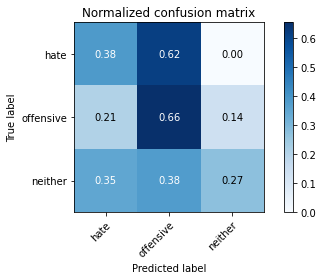 Normalized confusion matrix
True label
hate
offensive
neither
0.38 0.62 0.00
0.21 0.66 0.14
0.35 0.38 0.27
hate
offensive
neither
Predicted label
0.6
0.5
0.4
0.3
0.2
0.1
0.0